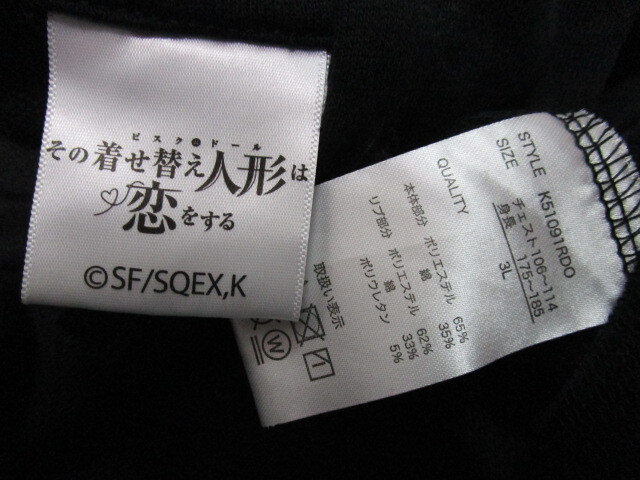 ビスク・ドール
その着せ替え人形は
恋をする
©SF/SQEX,K
STYLE K51091RDO
SIZE 3L
チェスト106～114
身長 175～185
QUALITY
本体部分 ポリエステル 65%
綿 35%
リブ部分 ポリエステル 62%
綿 33%
ポリウレタン 5%
取扱い表示
W